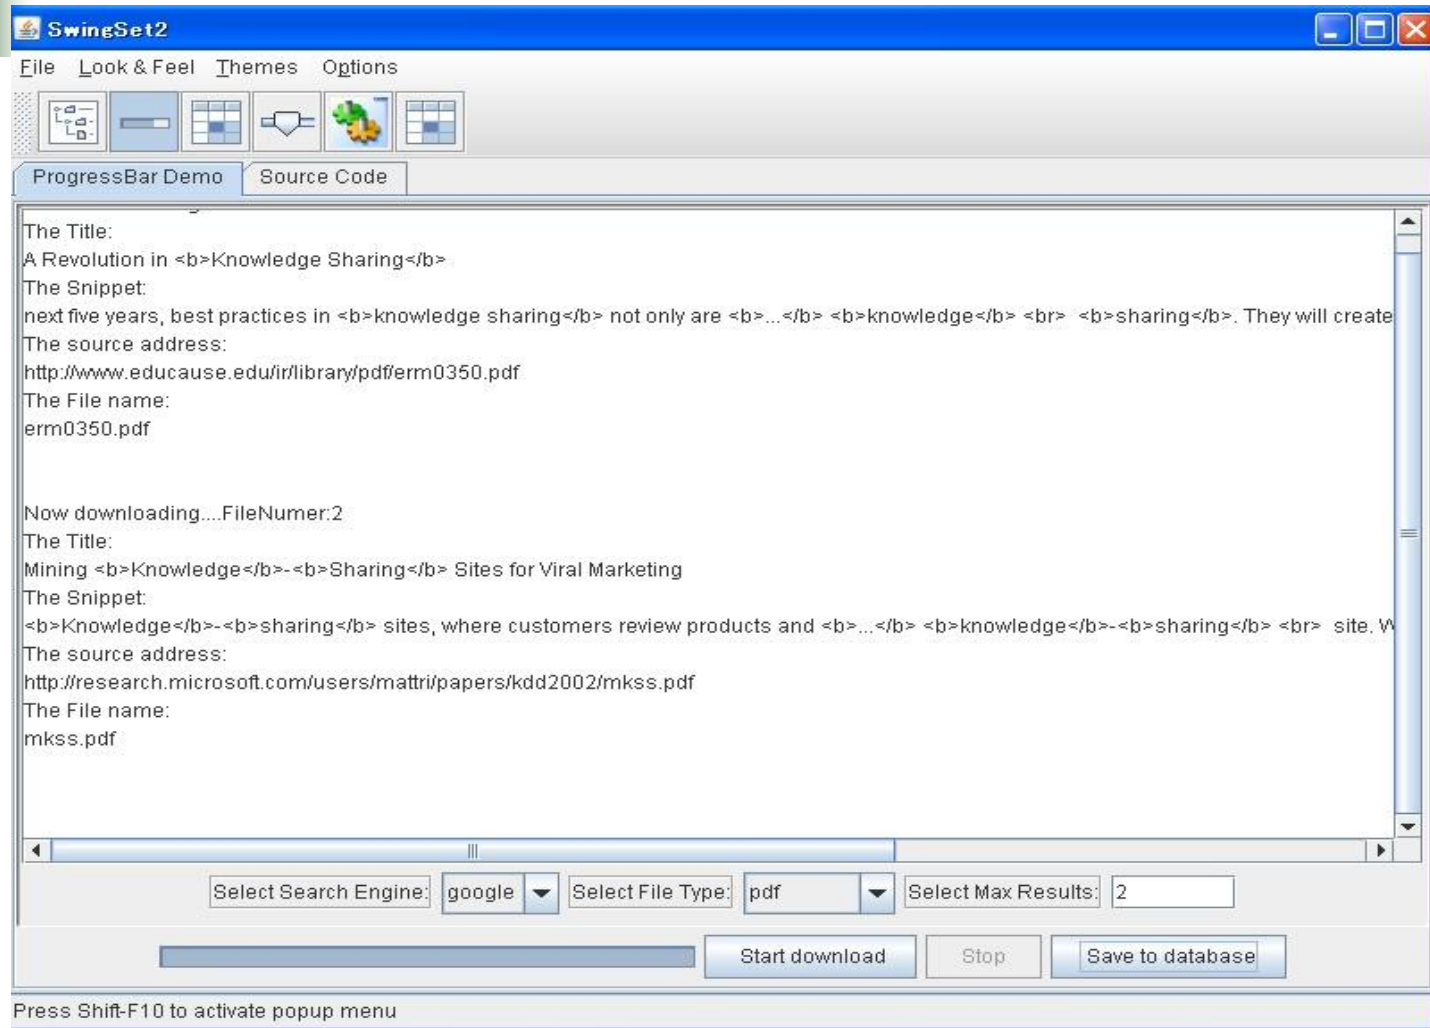 SwingSet2
File Look & Feel Themes Options
ProgressBar Demo Source Code
The Title:
A Revolution in <b>Knowledge Sharing</b>
The Snippet:
next five years, best practices in <b>knowledge sharing</b> not only are <b>...</b> <b>knowledge</b> <br> <b>sharing</b>. They will create
The source address:
http://www.educause.edu/ir/library/pdf/erm0350.pdf
The File name:
erm0350.pdf
Now downloading....FileNumer:2
The Title:
Mining <b>Knowledge</b>-<b>Sharing</b> Sites for Viral Marketing
The Snippet:
<b>Knowledge</b>-<b>sharing</b> sites, where customers review products and <b>...</b> <b>knowledge</b>-<b>sharing</b> <br> site.
The source address:
http://research.microsoft.com/users/mattri/papers/kdd2002/mkss.pdf
The File name:
mkss.pdf
Select Search Engine: google Select File Type: pdf Select Max Results: 2
Start download Stop Save to database
Press Shift-F10 to activate popup menu